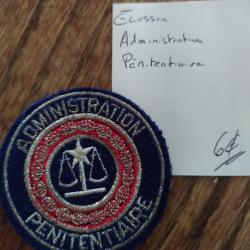 Ecusson
Administration
Pénitentiaire
6€
ADMINISTRATION
PENITENTIAIRE